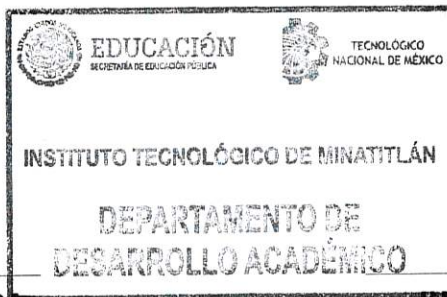 EDUCACIÓN
SECRETARÍA DE EDUCACIÓN PÚBLICA
TECNOLÓGICO
NACIONAL DE MÉXICO
INSTITUTO TECNOLÓGICO DE MINATITLÁN
DEPARTAMENTO DE
DESARROLLO ACADÉMICO